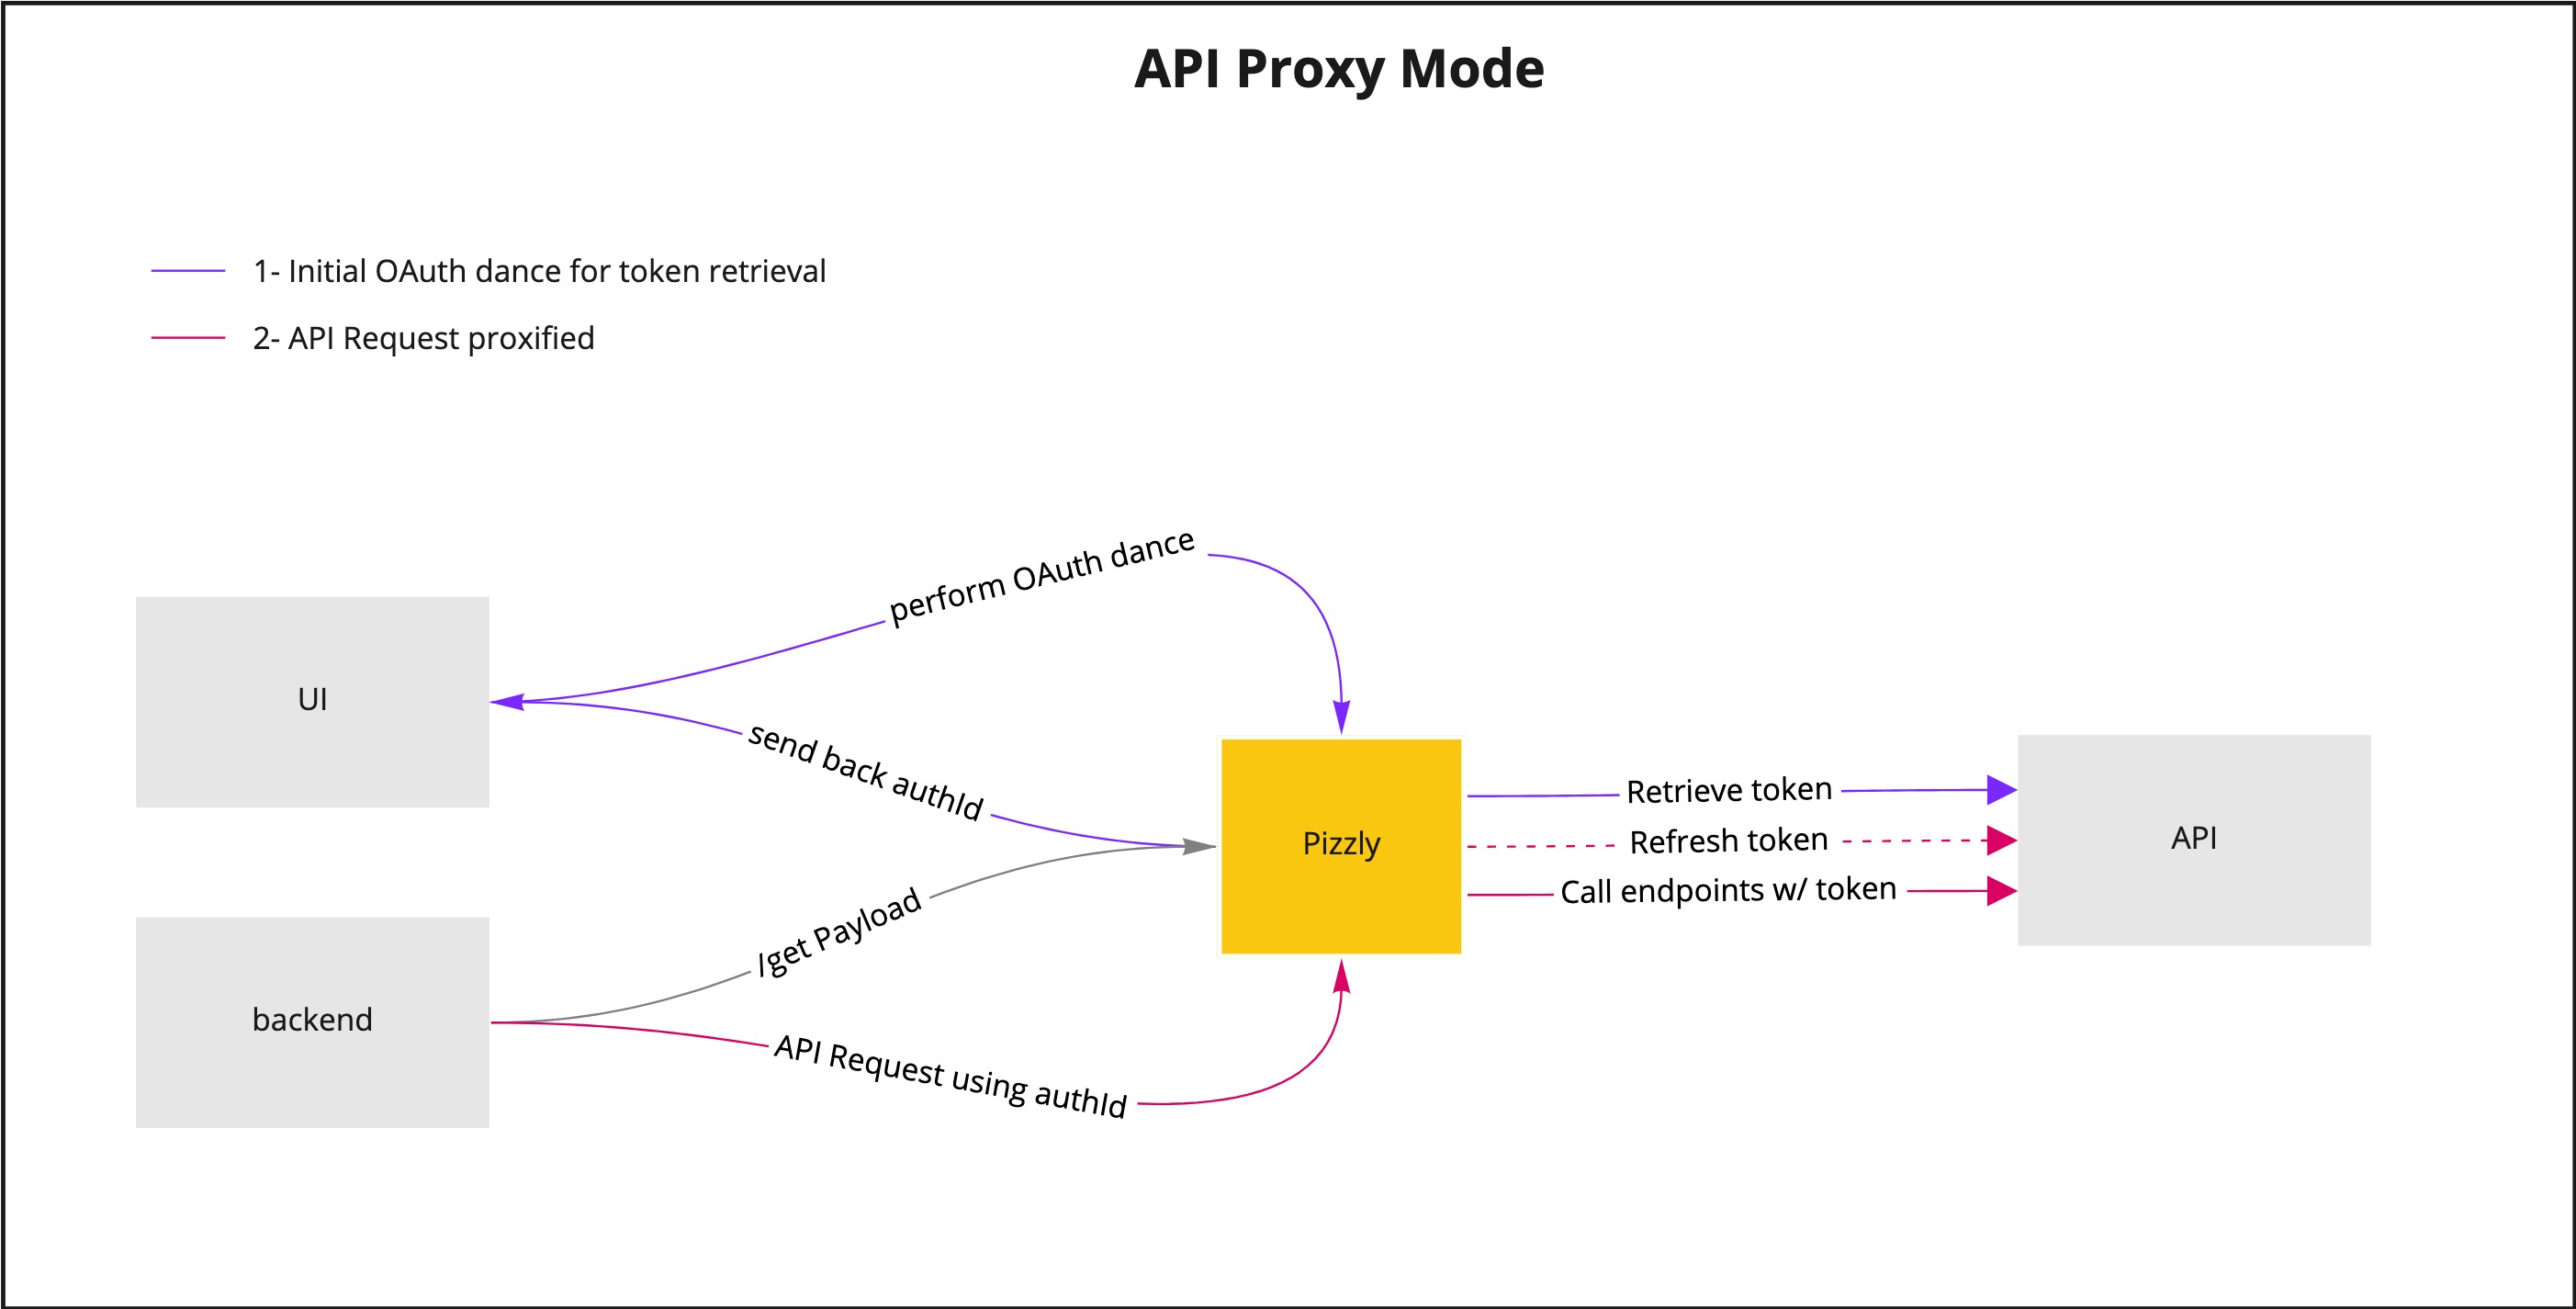 API Proxy Mode
1- Initial OAuth dance for token retrieval
2- API Request proxified
perform OAuth dance
UI
send back authId
Pizzly
Retrieve token
Refresh token
Call endpoints w/ token
API
/get Payload
backend
API Request using authId